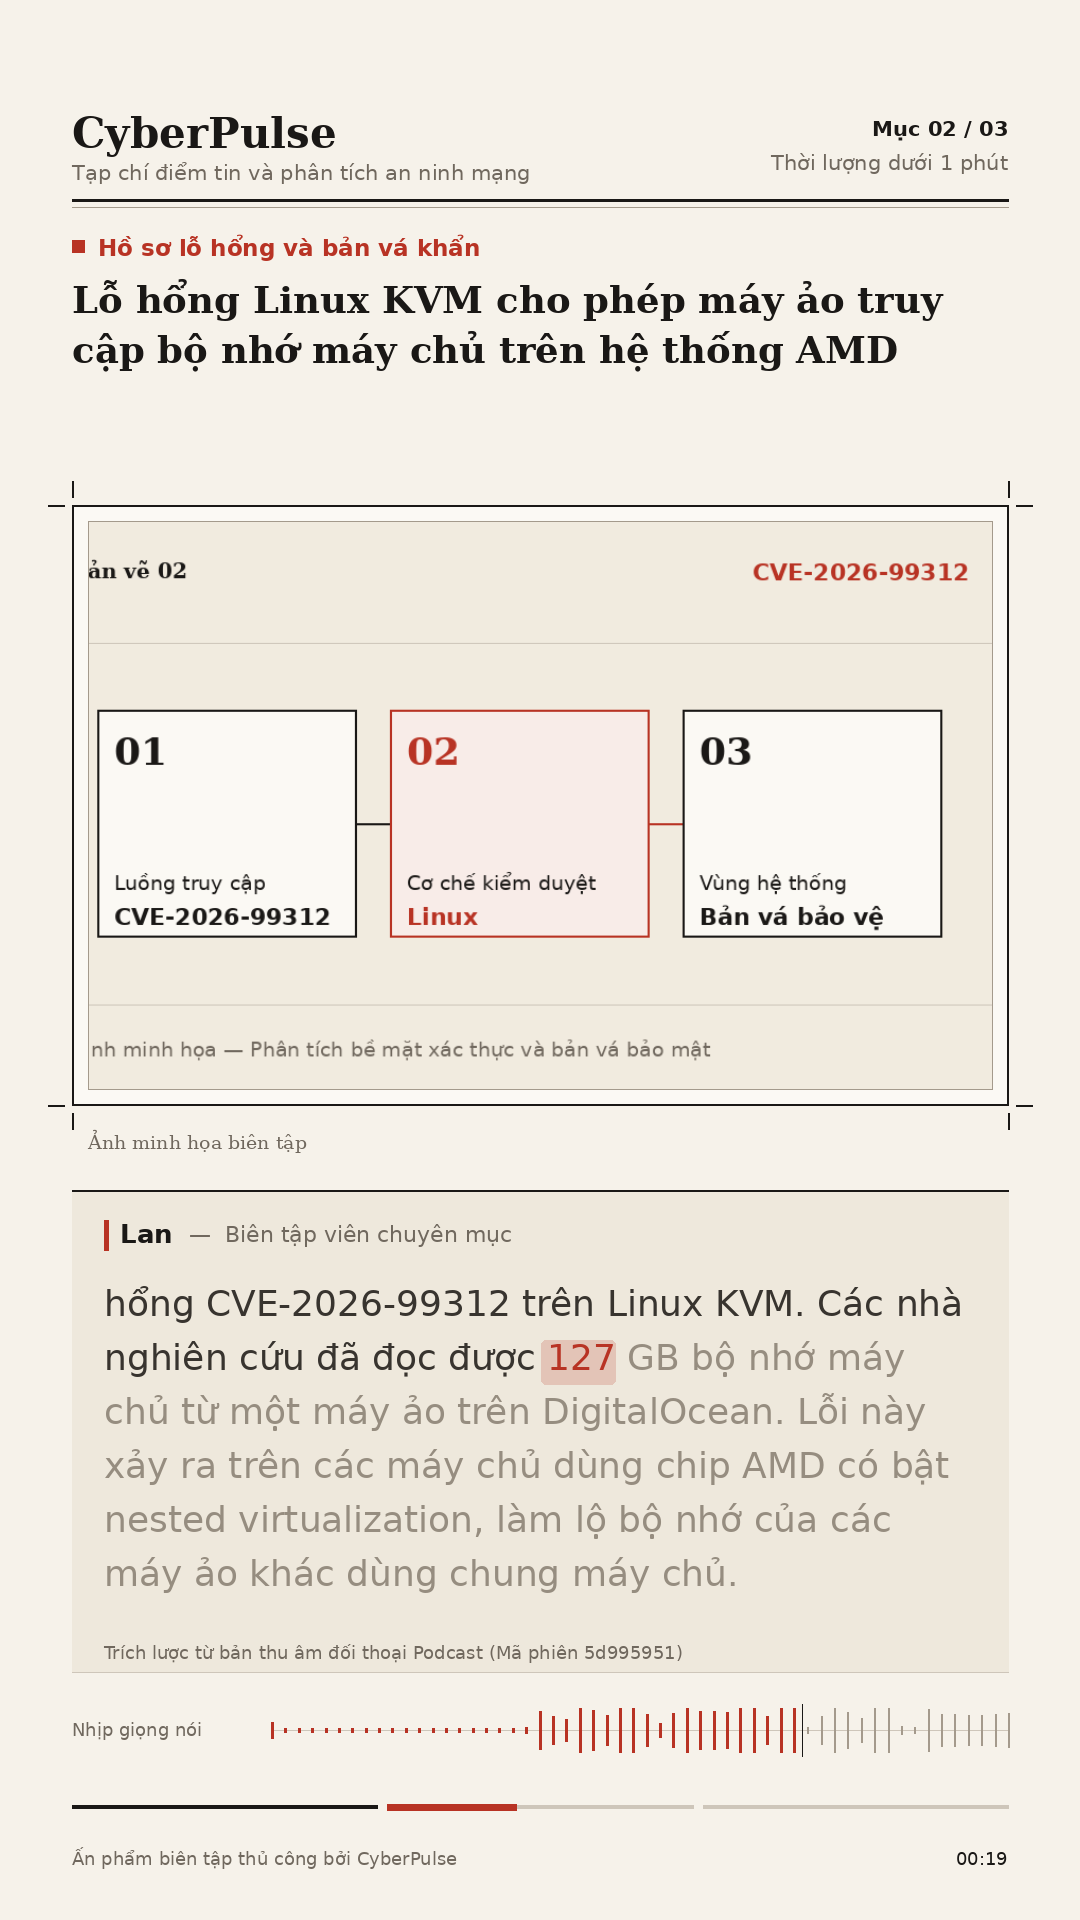 CyberPulse
Mục 02 / 03
Tạp chí điểm tin và phân tích an ninh mạng
Thời lượng dưới 1 phút
Hồ sơ lỗ hổng và bản vá khẩn
Lỗ hổng Linux KVM cho phép máy ảo truy
cập bộ nhớ máy chủ trên hệ thống AMD
ản vẽ 02
CVE-2026-99312
01
Luồng truy cập
CVE-2026-99312
02
Cơ chế kiểm duyệt
Linux
03
Vùng hệ thống
Bản vá bảo vệ
nh minh họa — Phân tích bề mặt xác thực và bản vá bảo mật
Ảnh minh họa biên tập
Lan — Biên tập viên chuyên mục
hổng CVE-2026-99312 trên Linux KVM. Các nhà
nghiên cứu đã đọc được 127 GB bộ nhớ máy
chủ từ một máy ảo trên DigitalOcean. Lỗi này
xảy ra trên các máy chủ dùng chip AMD có bật
nested virtualization, làm lộ bộ nhớ của các
máy ảo khác dùng chung máy chủ.
Trích lược từ bản thu âm đối thoại Podcast (Mã phiên 5d995951)
Nhịp giọng nói
Ấn phẩm biên tập thủ công bởi CyberPulse
00:19